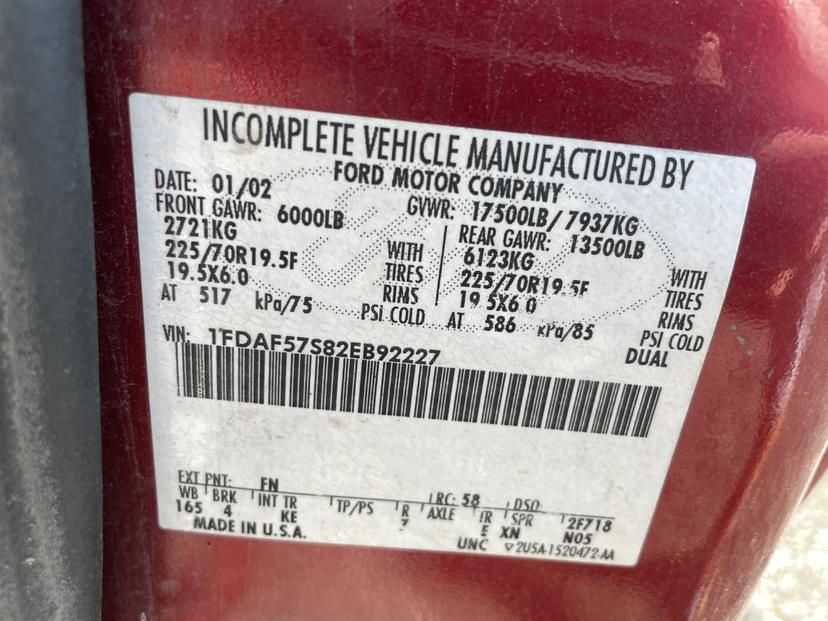 INCOMPLETE VEHICLE MANUFACTURED BY
FORD MOTOR COMPANY
DATE: 01/02 GVWR: 17500LB/ 7937KG
FRONT GAWR: 6000LB REAR GAWR: 13500LB
2721KG WITH 6123KG WITH
225/70R19.5F TIRES 225/70R19.5F TIRES
19.5X6.0 RIMS 19.5X6.0 RIMS
AT 517 kPa/75 PSI COLD AT 586 kPa/85 PSI COLD
DUAL
VIN: 1FDAF57S82EB92227
EXT PNT: FN RC: 58 DSO
WB BRK INT TR TP/PS R AXLE TR SPR 2F718
165 4 KE 7 E XN N05
MADE IN U.S.A. UNC 2U5A-1520472-AA